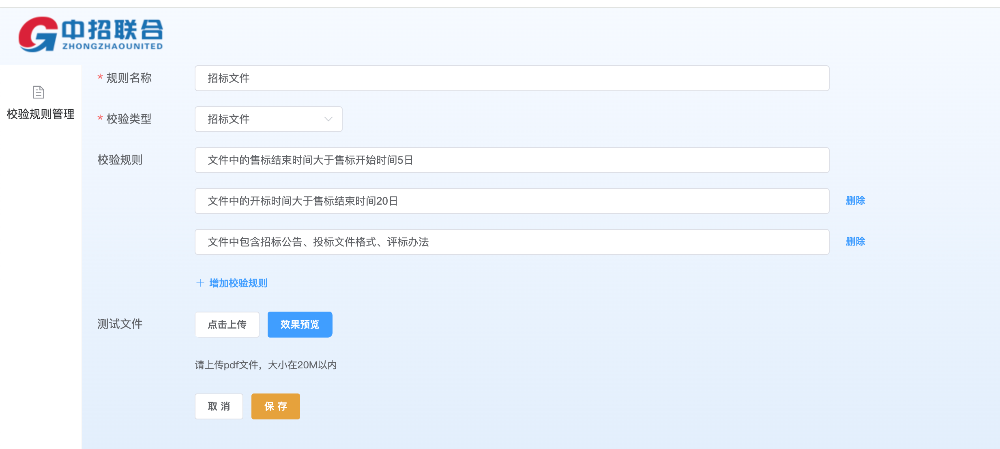 中招联合
ZHONGZHAOUNITED
校验规则管理
* 规则名称
招标文件
* 校验类型
招标文件
校验规则
文件中的售标结束时间大于售标开始时间5日
文件中的开标时间大于售标结束时间20日
删除
文件中包含招标公告、投标文件格式、评标办法
删除
+ 增加校验规则
测试文件
点击上传
效果预览
请上传pdf文件，大小在20M以内
取 消
保 存